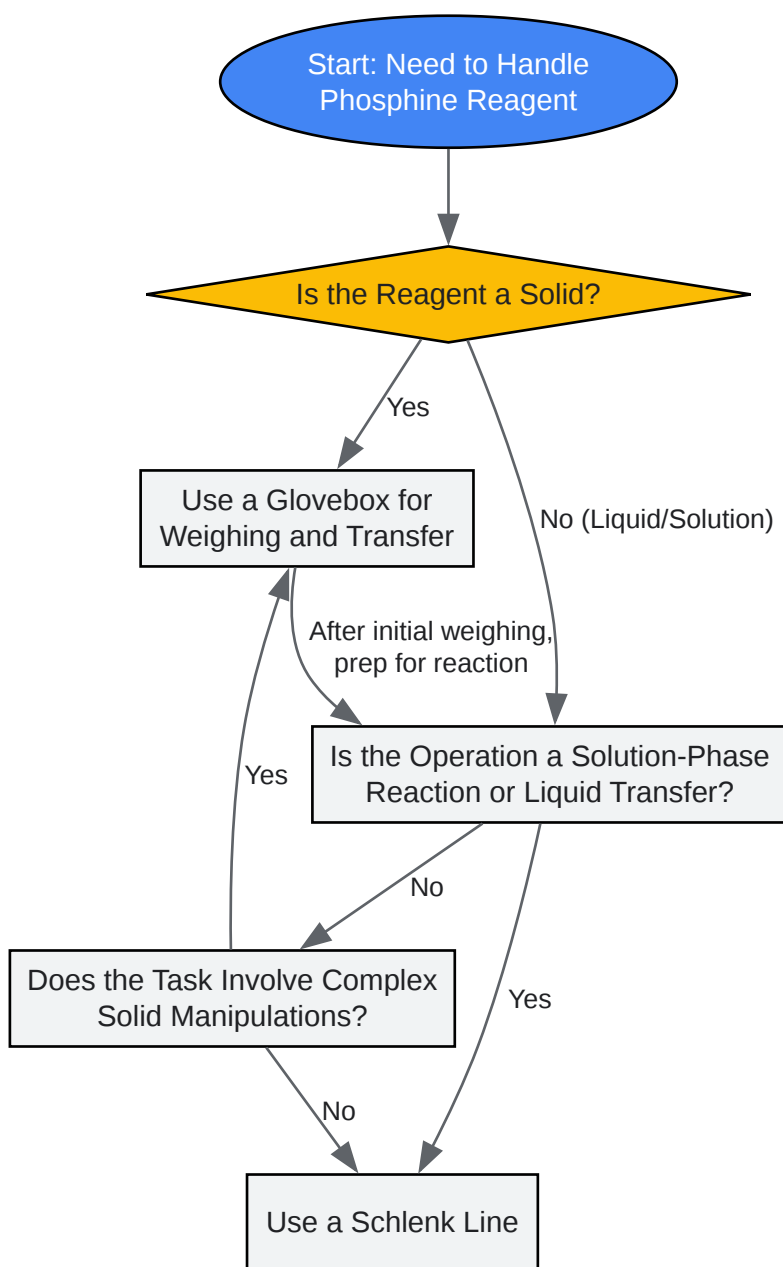 Start: Need to Handle
Phosphine Reagent
Is the Reagent a Solid?
Yes
Use a Glovebox for
Weighing and Transfer
No (Liquid/Solution)
After initial weighing,
prep for reaction
Is the Operation a Solution-Phase
Reaction or Liquid Transfer?
Yes
No
Does the Task Involve Complex
Solid Manipulations?
Yes
No
Use a Schlenk Line